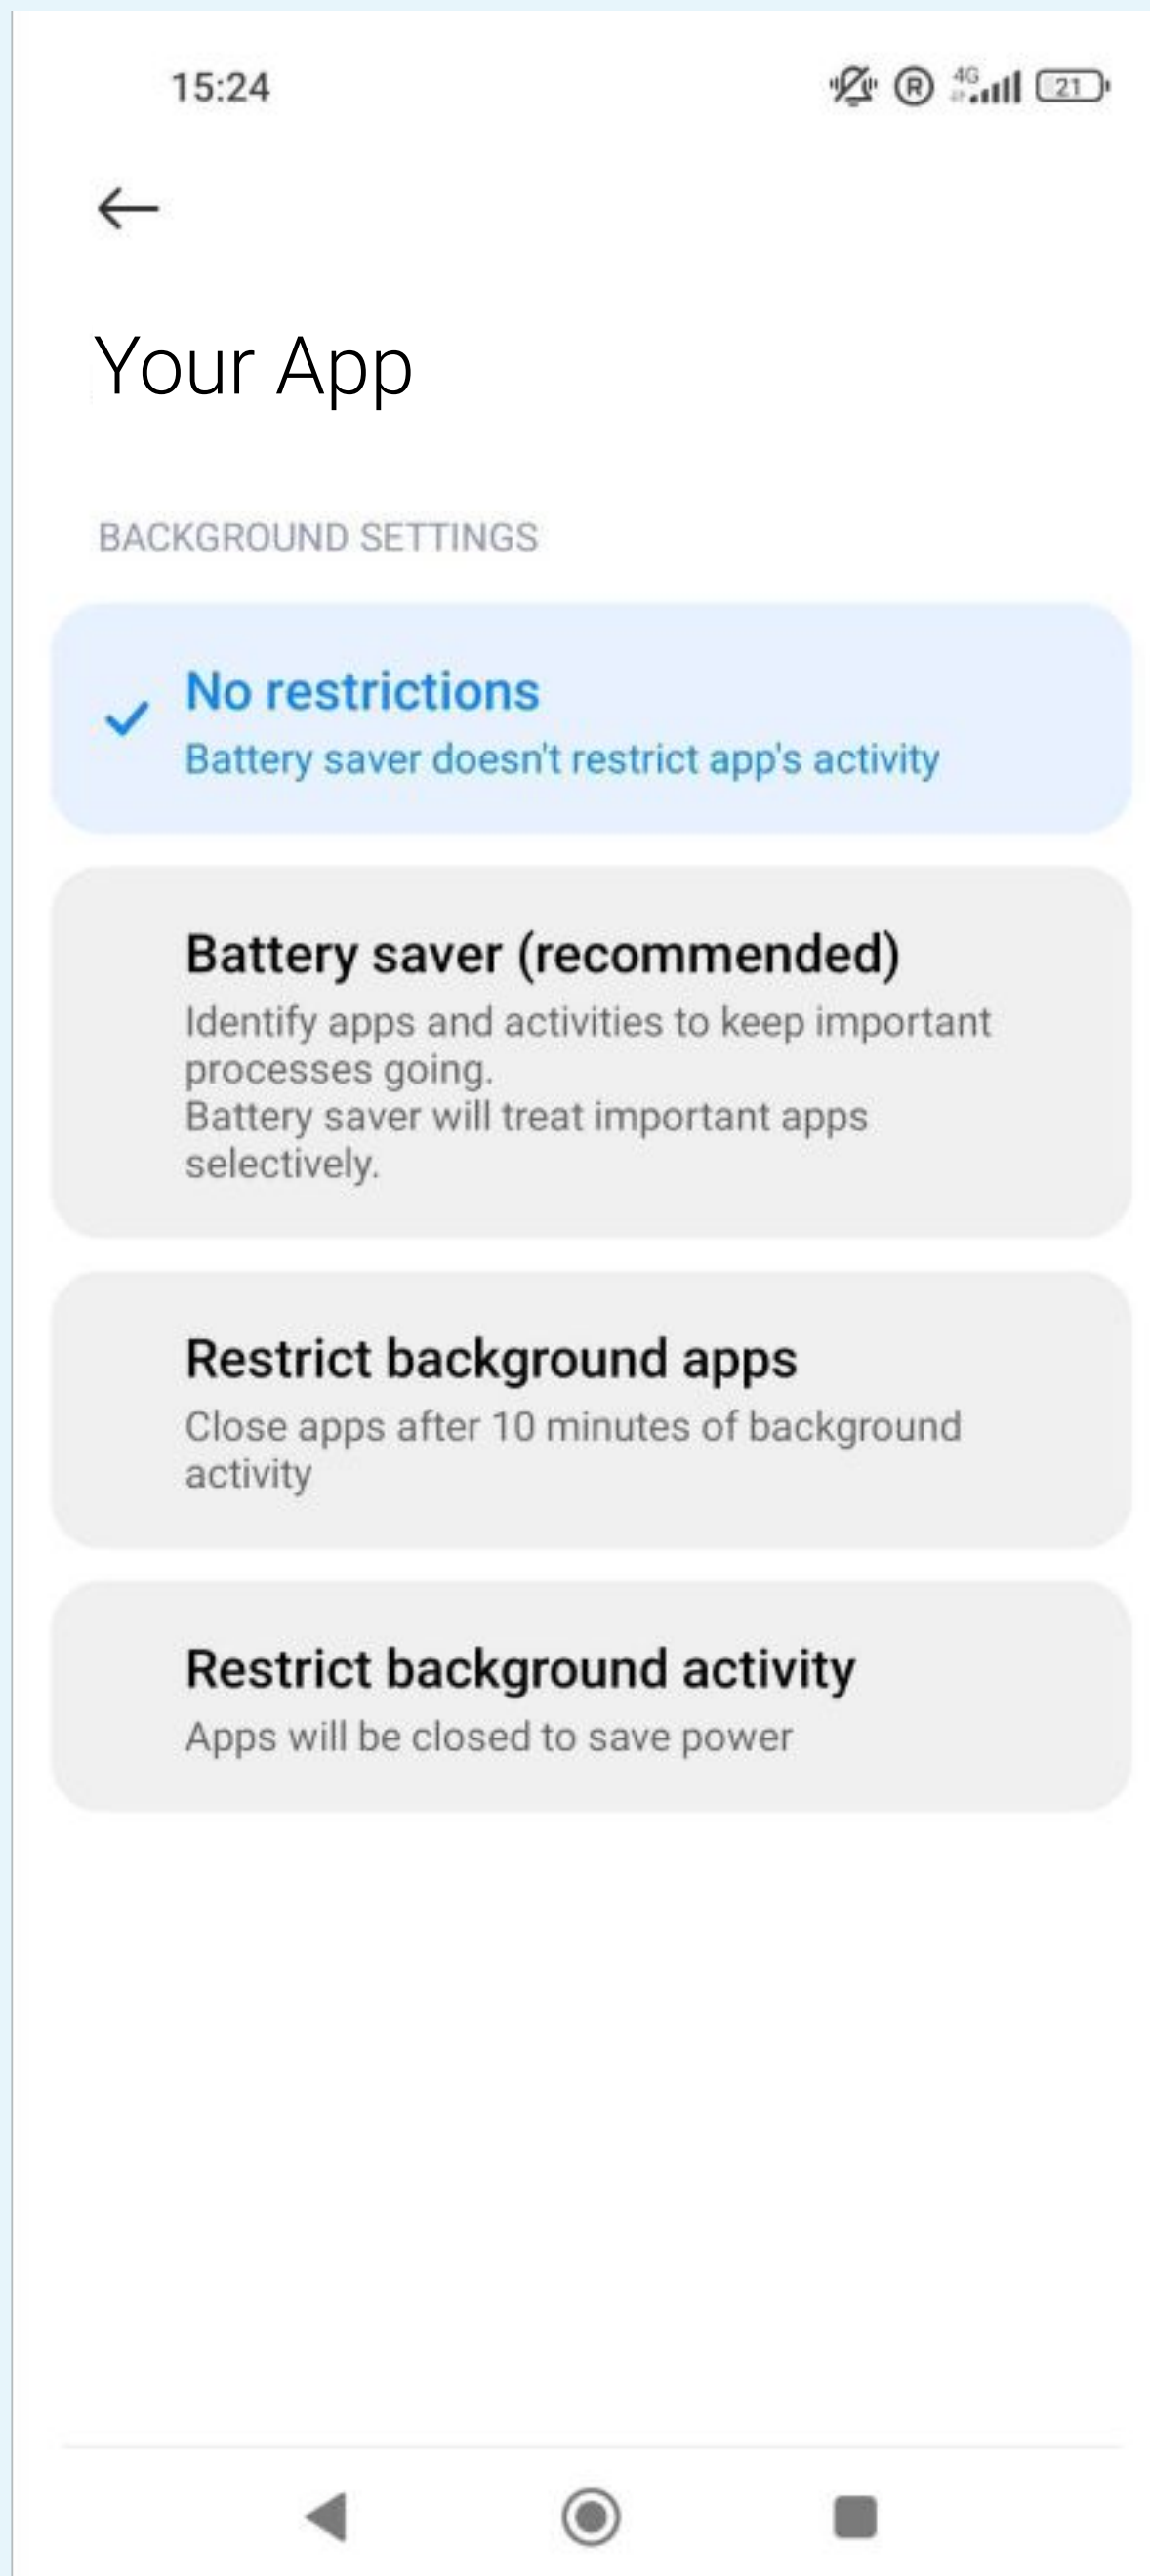 15:24
R 4G 21
Your App
BACKGROUND SETTINGS
No restrictions
Battery saver doesn't restrict app's activity
Battery saver (recommended)
Identify apps and activities to keep important
processes going.
Battery saver will treat important apps
selectively.
Restrict background apps
Close apps after 10 minutes of background
activity
Restrict background activity
Apps will be closed to save power